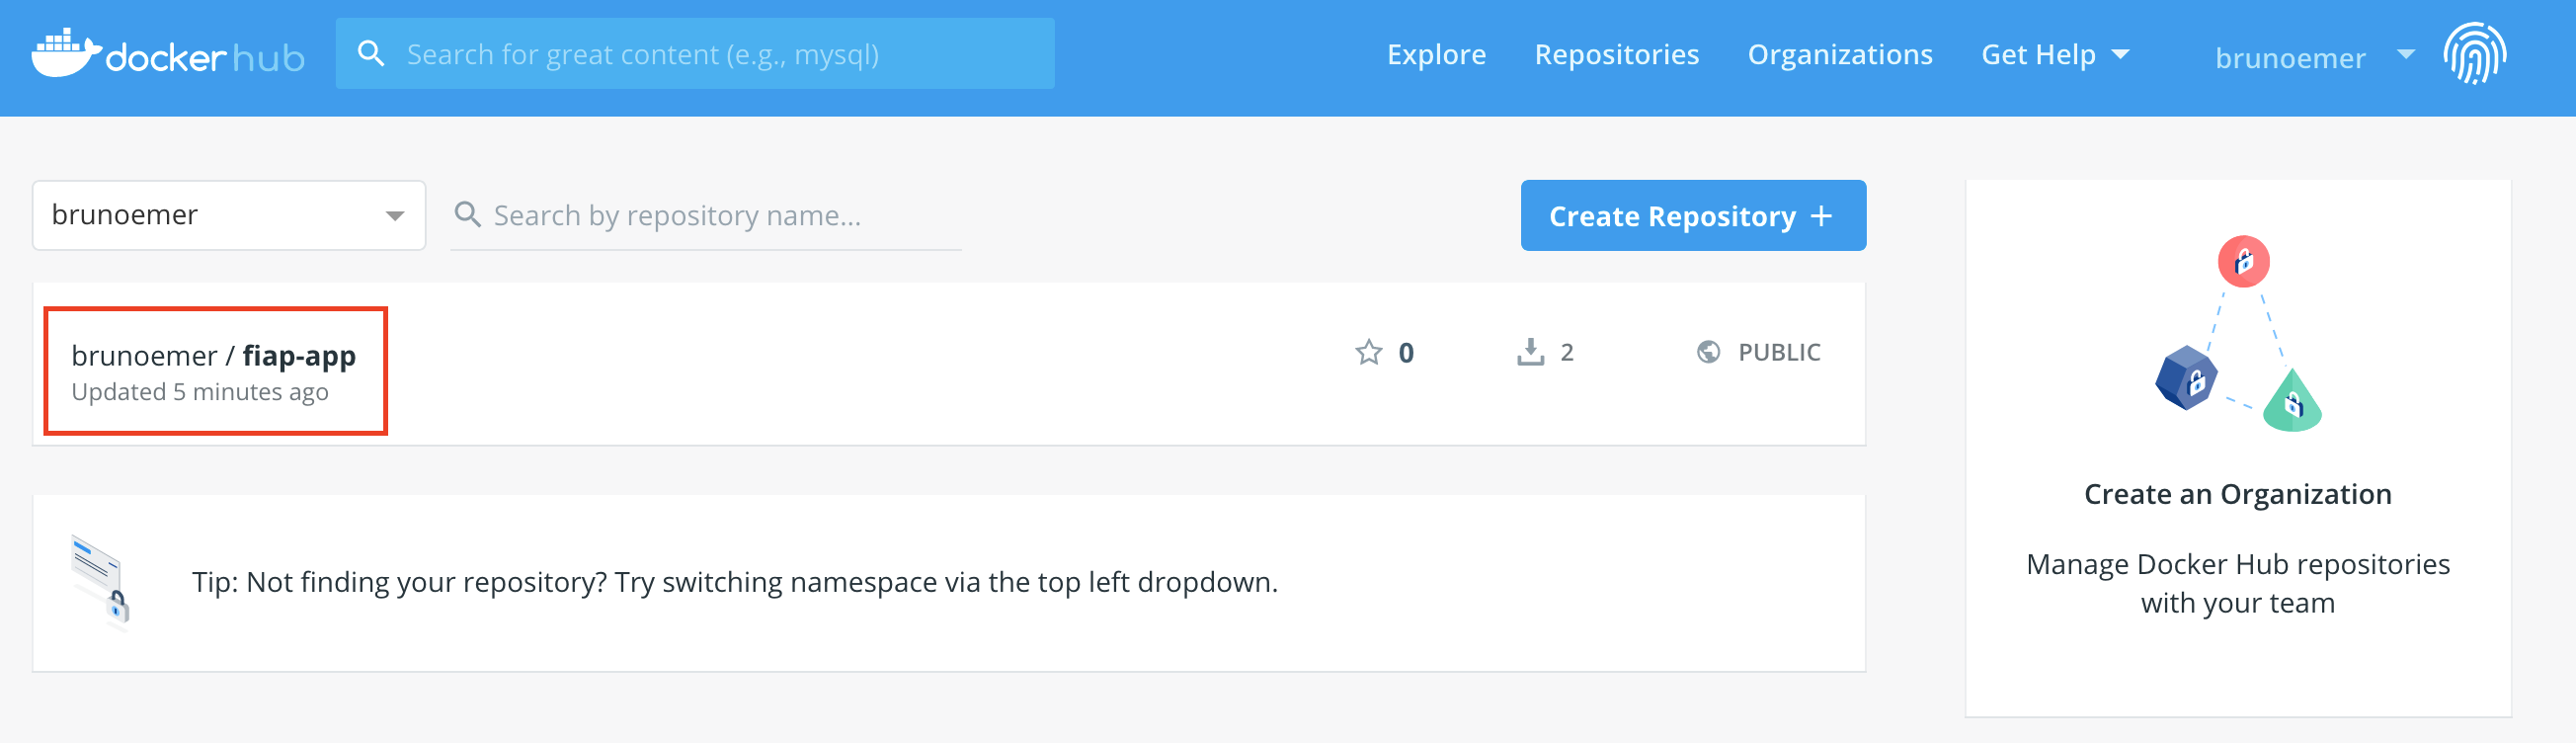 docker hub
Search for great content (e.g., mysql)
Explore
Repositories
Organizations
Get Help
brunoemer
brunoemer
Search by repository name...
Create Repository +
brunoemer / fiap-app
Updated 5 minutes ago
0
2
PUBLIC
Tip: Not finding your repository? Try switching namespace via the top left dropdown.
Create an Organization
Manage Docker Hub repositories
with your team